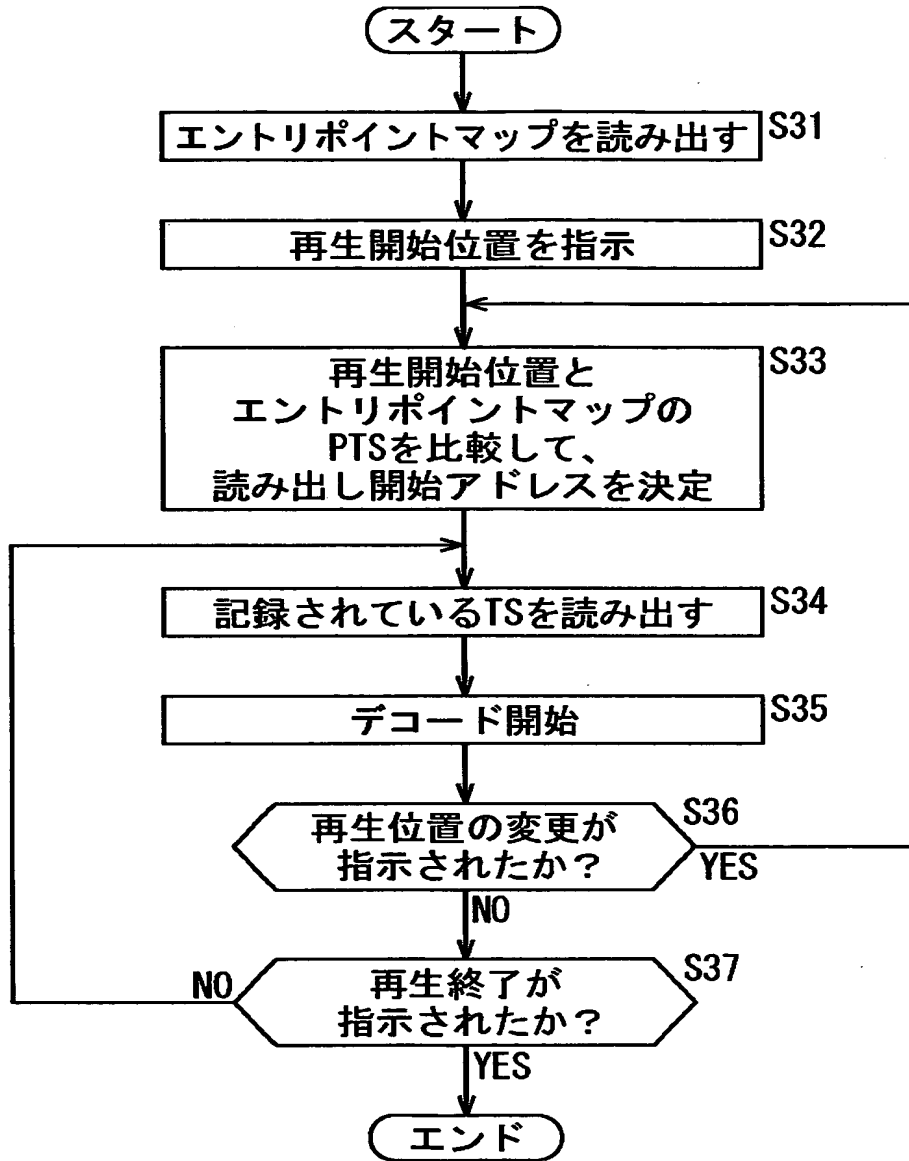 スタート
エントリポイントマップを読み出す
S31
再生開始位置を指示
S32
再生開始位置と
エントリポイントマップの
PTSを比較して、
読み出し開始アドレスを決定
S33
記録されているTSを読み出す
S34
デコード開始
S35
再生位置の変更が
指示されたか？
S36
YES
NO
再生終了が
指示されたか？
S37
NO
YES
エンド